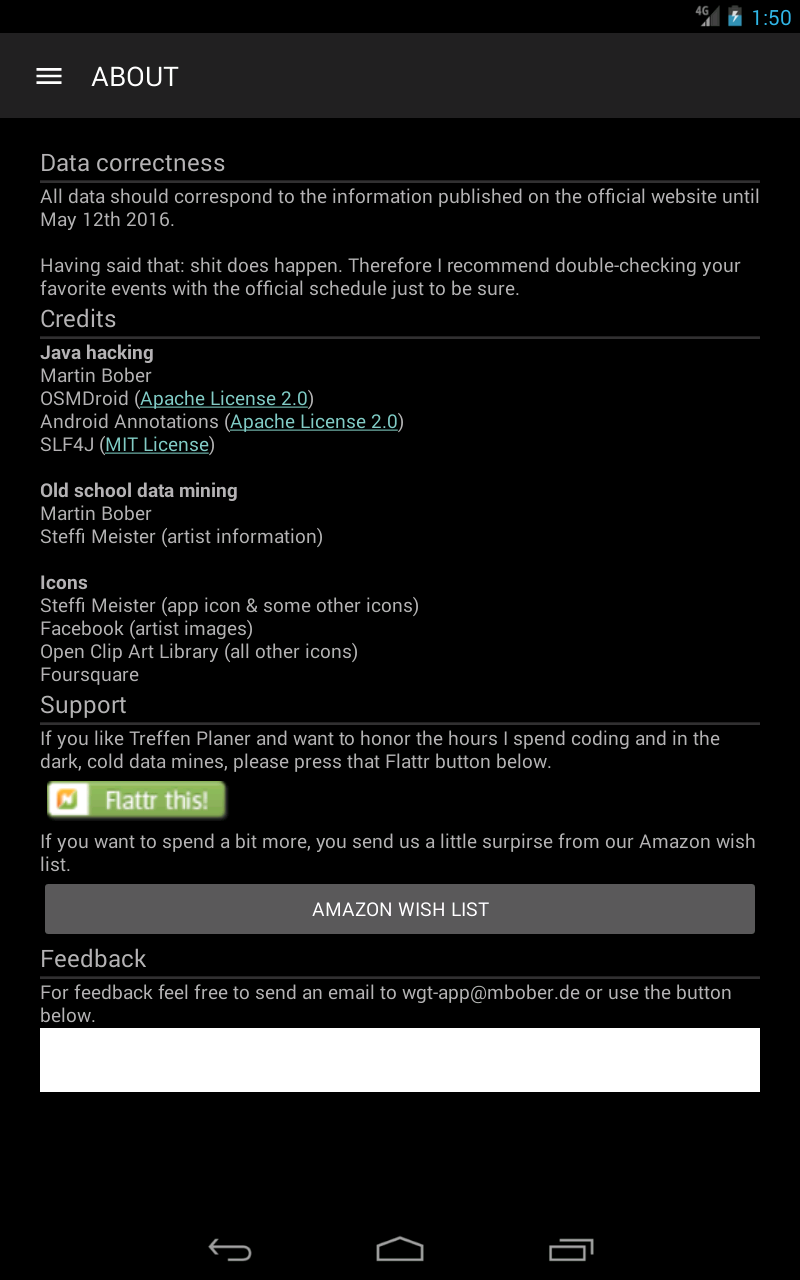 4G 1:50
ABOUT
Data correctness
All data should correspond to the information published on the official website until
May 12th 2016.
Having said that: shit does happen. Therefore I recommend double-checking your
favorite events with the official schedule just to be sure.
Credits
Java hacking
Martin Bober
OSMDroid (Apache License 2.0)
Android Annotations (Apache License 2.0)
SLF4J (MIT License)
Old school data mining
Martin Bober
Steffi Meister (artist information)
Icons
Steffi Meister (app icon & some other icons)
Facebook (artist images)
Open Clip Art Library (all other icons)
Foursquare
Support
If you like Treffen Planer and want to honor the hours I spend coding and in the
dark, cold data mines, please press that Flattr button below.
Flattr this!
If you want to spend a bit more, you send us a little surpirse from our Amazon wish
list.
AMAZON WISH LIST
Feedback
For feedback feel free to send an email to wgt-app@mbober.de or use the button
below.